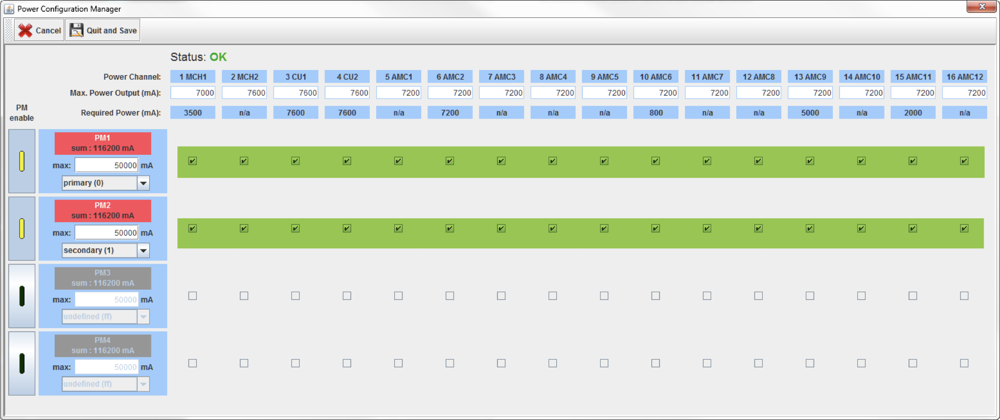 Power Configuration Manager
Cancel Quit and Save
Status: OK
Power Channel: 1 MCH1 2 MCH2 3 CU1 4 CU2 5 AMC1 6 AMC2 7 AMC3 8 AMC4 9 AMC5 10 AMC6 11 AMC7 12 AMC8 13 AMC9 14 AMC10 15 AMC11 16 AMC12
Max. Power Output (mA): 7000 7600 7600 7600 7200 7200 7200 7200 7200 7200 7200 7200 7200 7200 7200 7200
PM
enable
Required Power (mA): 3500 n/a 7600 7600 n/a 7200 n/a n/a n/a 800 n/a n/a 5000 n/a 2000 n/a
PM1
sum : 116200 mA
max: 50000 mA
primary (0)
PM2
sum : 116200 mA
max: 50000 mA
secondary (1)
PM3
sum : 116200 mA
max: 50000 mA
undefined (ff)
PM4
sum : 116200 mA
max: 50000 mA
undefined (ff)